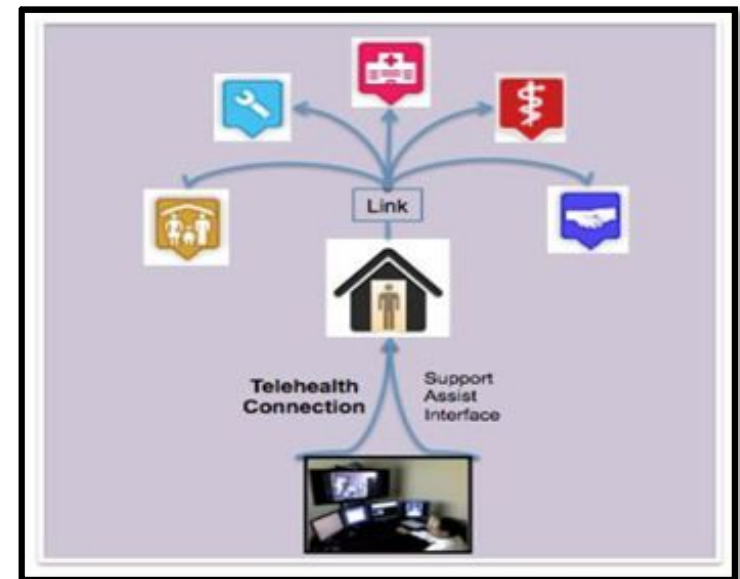 Link
Telehealth
Connection
Support
Assist
Interface